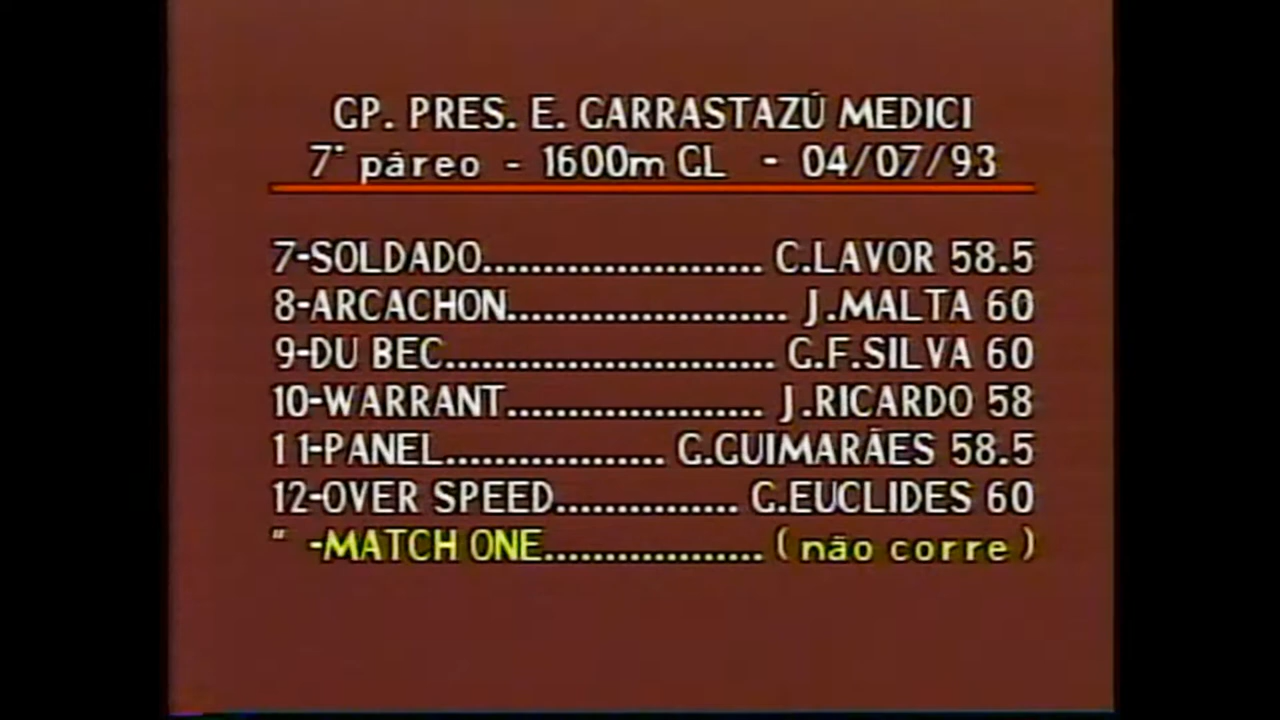 GP. PRES. E. GARRASTAZÚ MEDICI
7° páreo - 1600m GL - 04/07/93
7-SOLDADO....................... C.LAVOR 58.5
8-ARCACHON....................... J.MALTA 60
9-DU BEC........................... G.F.SILVA 60
10-WARRANT..................... J.RICARDO 58
11-PANEL.................. G.GUIMARÃES 58.5
12-OVER SPEED............... G.EUCLIDES 60
" -MATCH ONE.................. ( não corre )